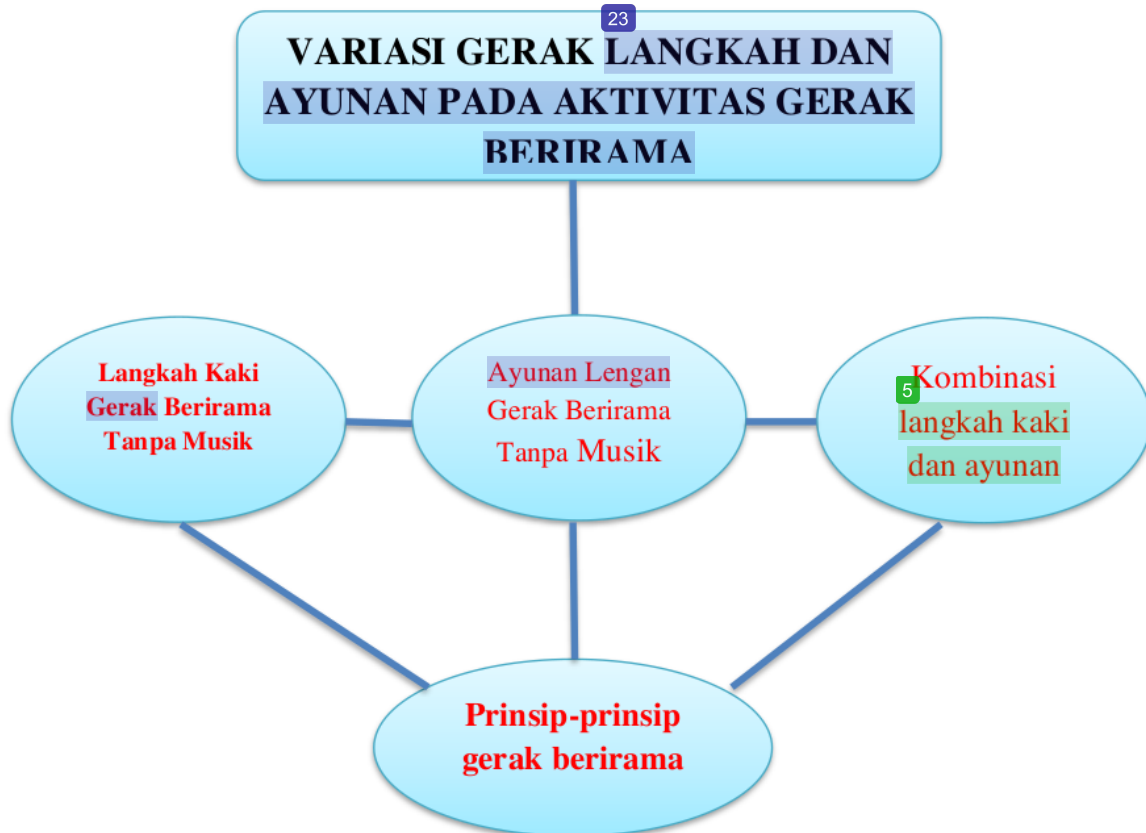 23
VARIASI GERAK LANGKAH DAN
AYUNAN PADA AKTIVITAS GERAK
BERIRAMA
Langkah Kaki
Gerak Berirama
Tanpa Musik
Ayunan Lengan
Gerak Berirama
Tanpa Musik
5
Kombinasi
langkah kaki
dan ayunan
Prinsip-prinsip
gerak berirama